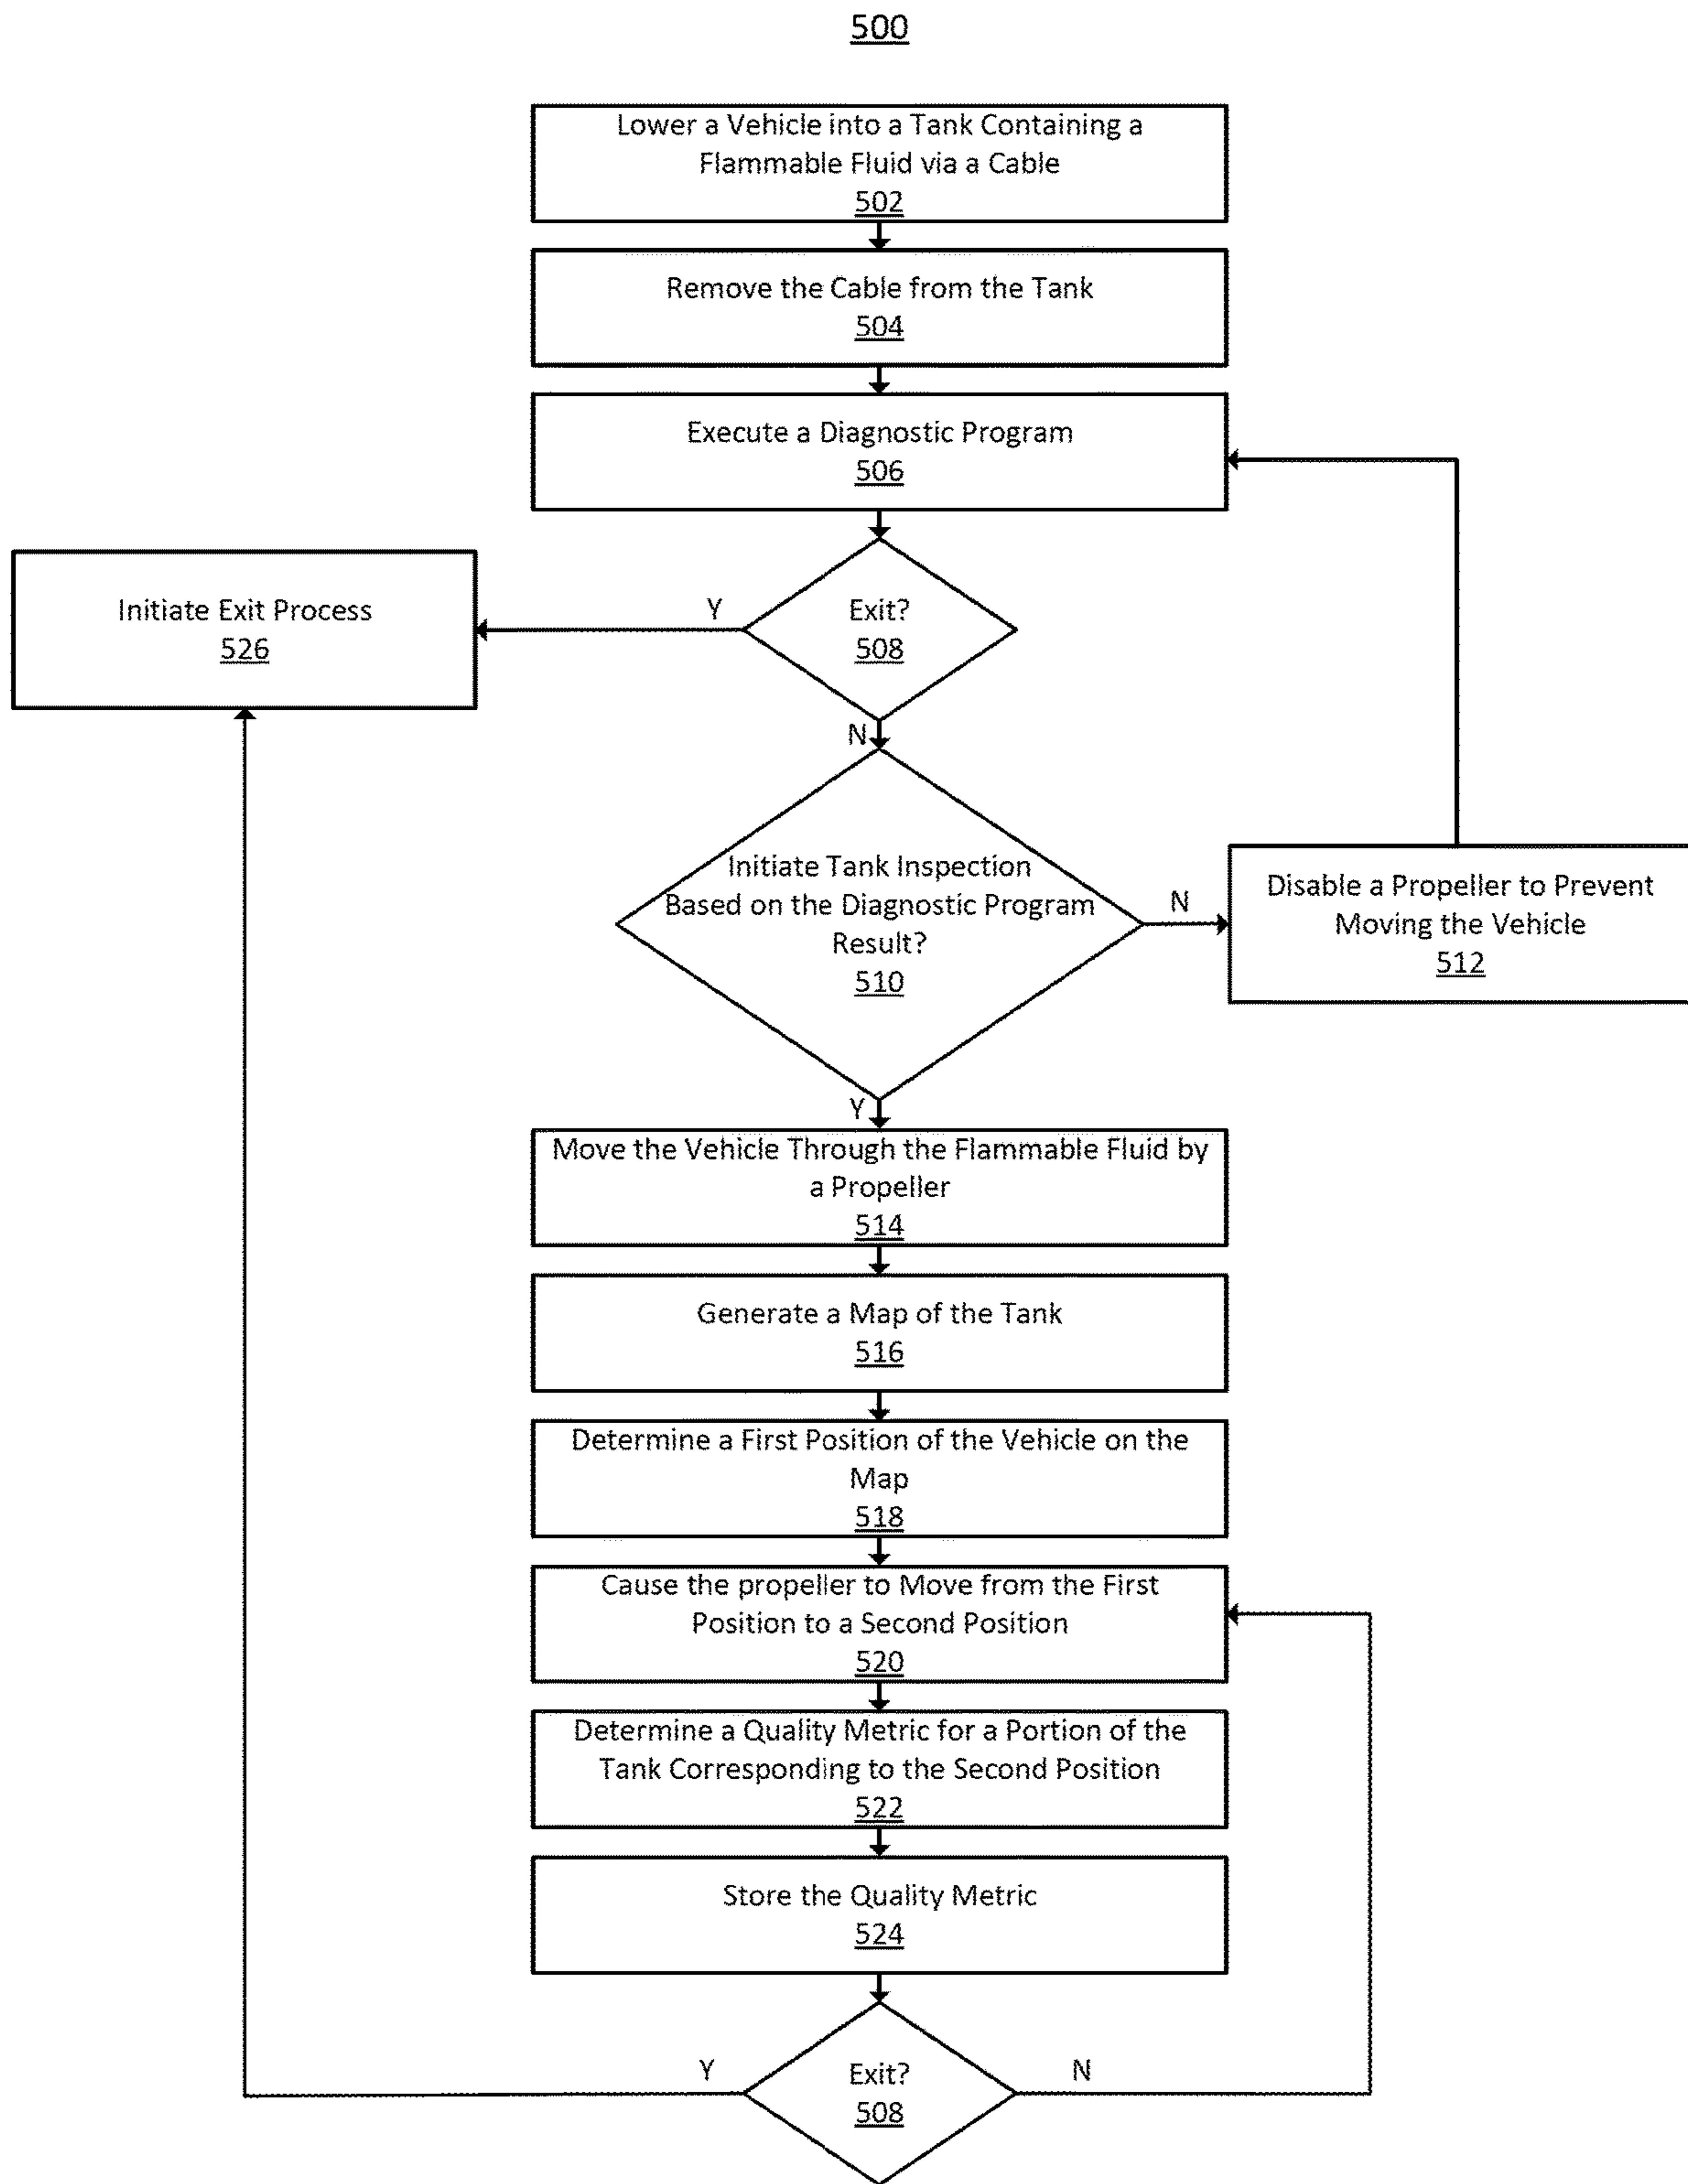 500
Lower a Vehicle into a Tank Containing a
Flammable Fluid via a Cable
502
Remove the Cable from the Tank
504
Execute a Diagnostic Program
506
Initiate Exit Process
526
Y
Exit?
508
N
Initiate Tank Inspection
Based on the Diagnostic Program
Result?
510
N
Disable a Propeller to Prevent
Moving the Vehicle
512
Y
Move the Vehicle Through the Flammable Fluid by
a Propeller
514
Generate a Map of the Tank
516
Determine a First Position of the Vehicle on the
Map
518
Cause the propeller to Move from the First
Position to a Second Position
520
Determine a Quality Metric for a Portion of the
Tank Corresponding to the Second Position
522
Store the Quality Metric
524
Y
Exit?
508
N